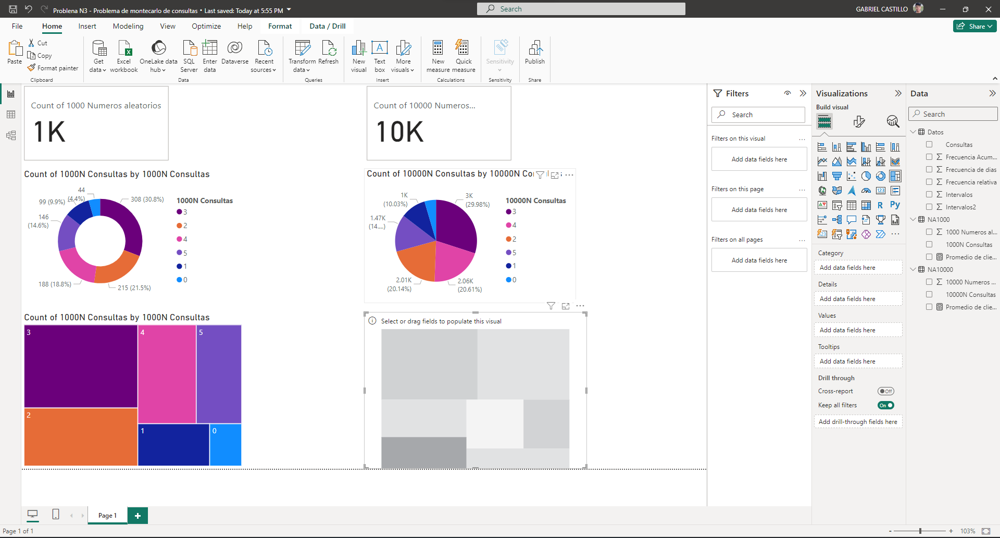 Problena N3 - Problema de montecarlo de consultas • Last saved: Today at 5:55 PM
Search
GABRIEL CASTILLO
File Home Insert Modeling View Optimize Help Format Data / Drill
Share
Paste
Cut
Copy
Format painter
Clipboard
Get data
Excel workbook
OneLake data hub
SQL Server
Enter data
Dataverse
Recent sources
Data
Transform data
Refresh
Queries
New visual
Text box
More visuals
Insert
New measure
Quick measure
Calculations
Sensitivity
Sensitivity
Publish
Share
Count of 1000 Numeros aleatorios
1K
Count of 10000 Numeros...
10K
Count of 1000N Consultas by 1000N Consultas
44
(4.4%)
308 (30.8%)
99 (9.9%)
146
(14.6%)
188 (18.8%)
215 (21.5%)
1000N Consultas
3
2
4
5
1
0
Count of 10000N Consultas by 10000N Co
1K
(10.03%)
3K
(29.98%)
1.47K
(14....)
2.01K
(20.14%)
2.06K
(20.61%)
10000N Consultas
3
4
2
5
1
0
Count of 1000N Consultas by 1000N Consultas
3
4
5
2
1
0
Select or drag fields to populate this visual
Filters
Search
Filters on this visual
Add data fields here
Filters on this page
Add data fields here
Filters on all pages
Add data fields here
Visualizations
Build visual
123
R
Py
123
Category
Add data fields here
Details
Add data fields here
Values
Add data fields here
Tooltips
Add data fields here
Drill through
Cross-report
Off
Keep all filters
On
Add drill-through fields here
Data
Search
Datos
Consultas
Σ Frecuencia Acum...
Σ Frecuencia de dias
Σ Frecuencia relativa
Σ Intervalos
Σ Intervalos2
NA1000
Σ 1000 Numeros al...
1000N Consultas
Promedio de clie...
NA10000
Σ 10000 Numeros ...
10000N Consultas
Promedio de clie...
Page 1
+
Page 1 of 1
- + 103%